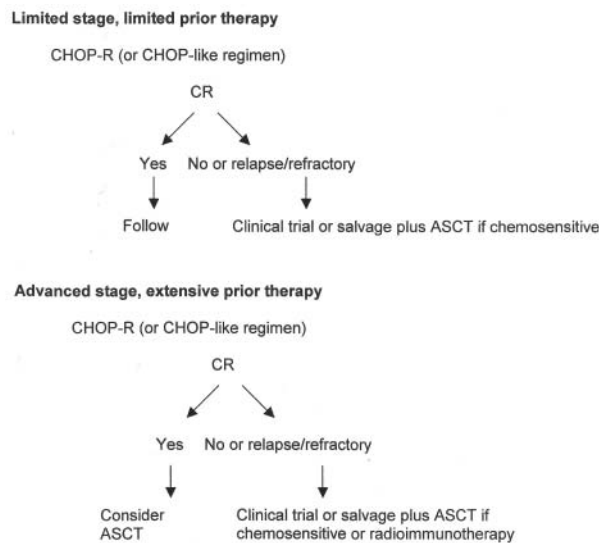 Limited stage, limited prior therapy
CHOP-R (or CHOP-like regimen)
CR
Yes No or relapse/refractory
Follow Clinical trial or salvage plus ASCT if chemosensitive
Advanced stage, extensive prior therapy
CHOP-R (or CHOP-like regimen)
CR
Yes No or relapse/refractory
Consider Clinical trial or salvage plus ASCT if
ASCT chemosensitive or radioimmunotherapy